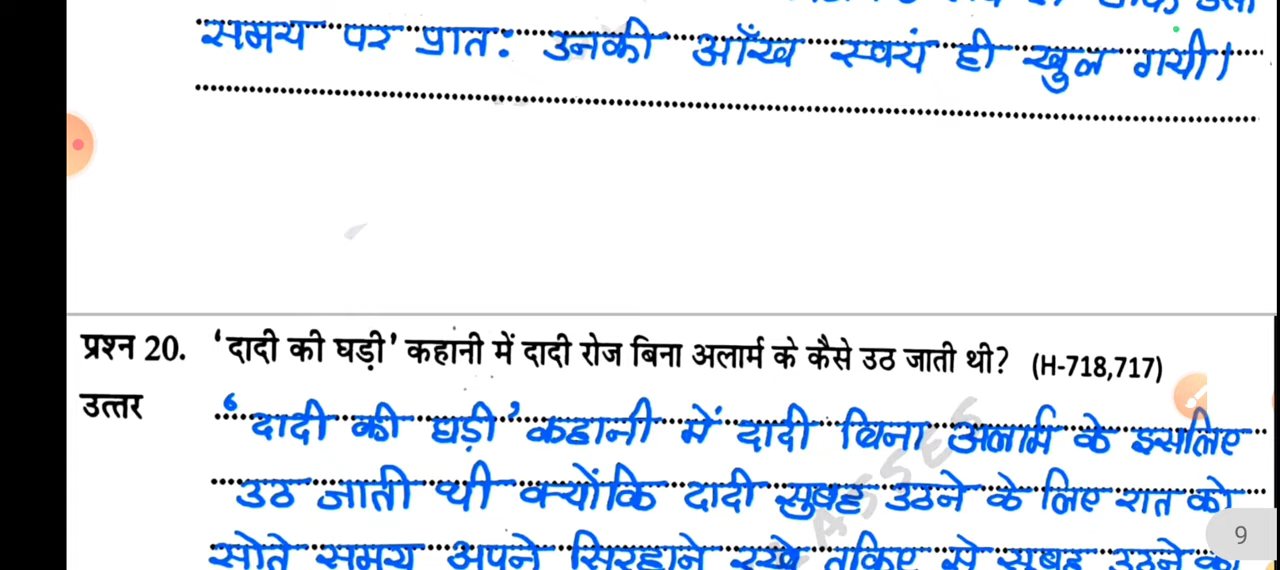 समय पर प्रातः उनकी आँख स्वयं ही खुल गयी।
प्रश्न 20. 'दादी की घड़ी' कहानी में दादी रोज बिना अलार्म के कैसे उठ जाती थी? (H-718,717)
उत्तर 'दादी की घड़ी' कहानी में दादी बिना अलार्म के इसलिए
उठ जाती थी क्योंकि दादी सुबह उठने के लिए रात को
सोते समय अपने सिरहाने रखे तकिए से सुबह उठने का
9